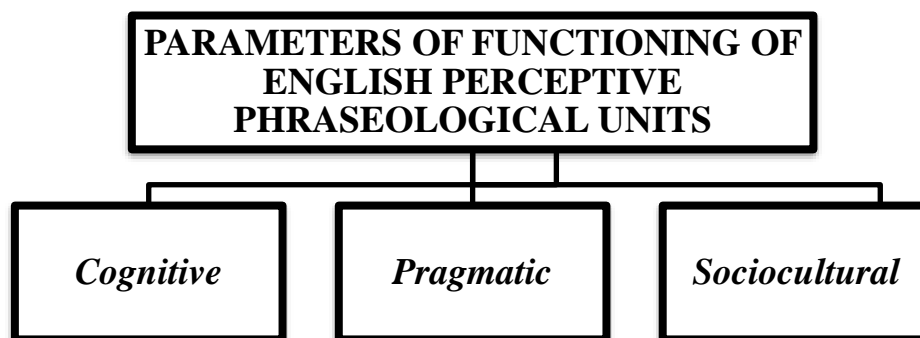 PARAMETERS OF FUNCTIONING OF
ENGLISH PERCEPTIVE
PHRASEOLOGICAL UNITS
Cognitive
Pragmatic
Sociocultural